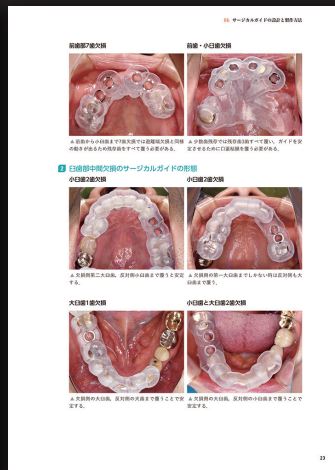 01 サージカルガイドの設計と製作方法
前歯部7歯欠損
前歯・小臼歯欠損
▲ 前歯から小臼歯まで7歯欠損では遊離端欠損と同様
の動きが出るため残存歯をすべて覆う必要がある。
▲ 少数歯残存では残存歯3歯すべて覆い、ガイドを安
定させるために口蓋粘膜を覆う必要がある。
2 臼歯部中間欠損のサージカルガイドの形態
小臼歯2歯欠損
小臼歯2歯欠損
▲ 欠損側第二大臼歯、反対側小臼歯まで覆うと安定
する。
▲ 欠損側の第一大臼歯までしかない時は反対側も大
臼歯まで覆う。
大臼歯1歯欠損
小臼歯と大臼歯2歯欠損
▲ 欠損側の大臼歯、反対側の犬歯まで覆うことで安
定する。
▲ 欠損側の大臼歯、反対側の小臼歯まで覆うことで
安定する。
23